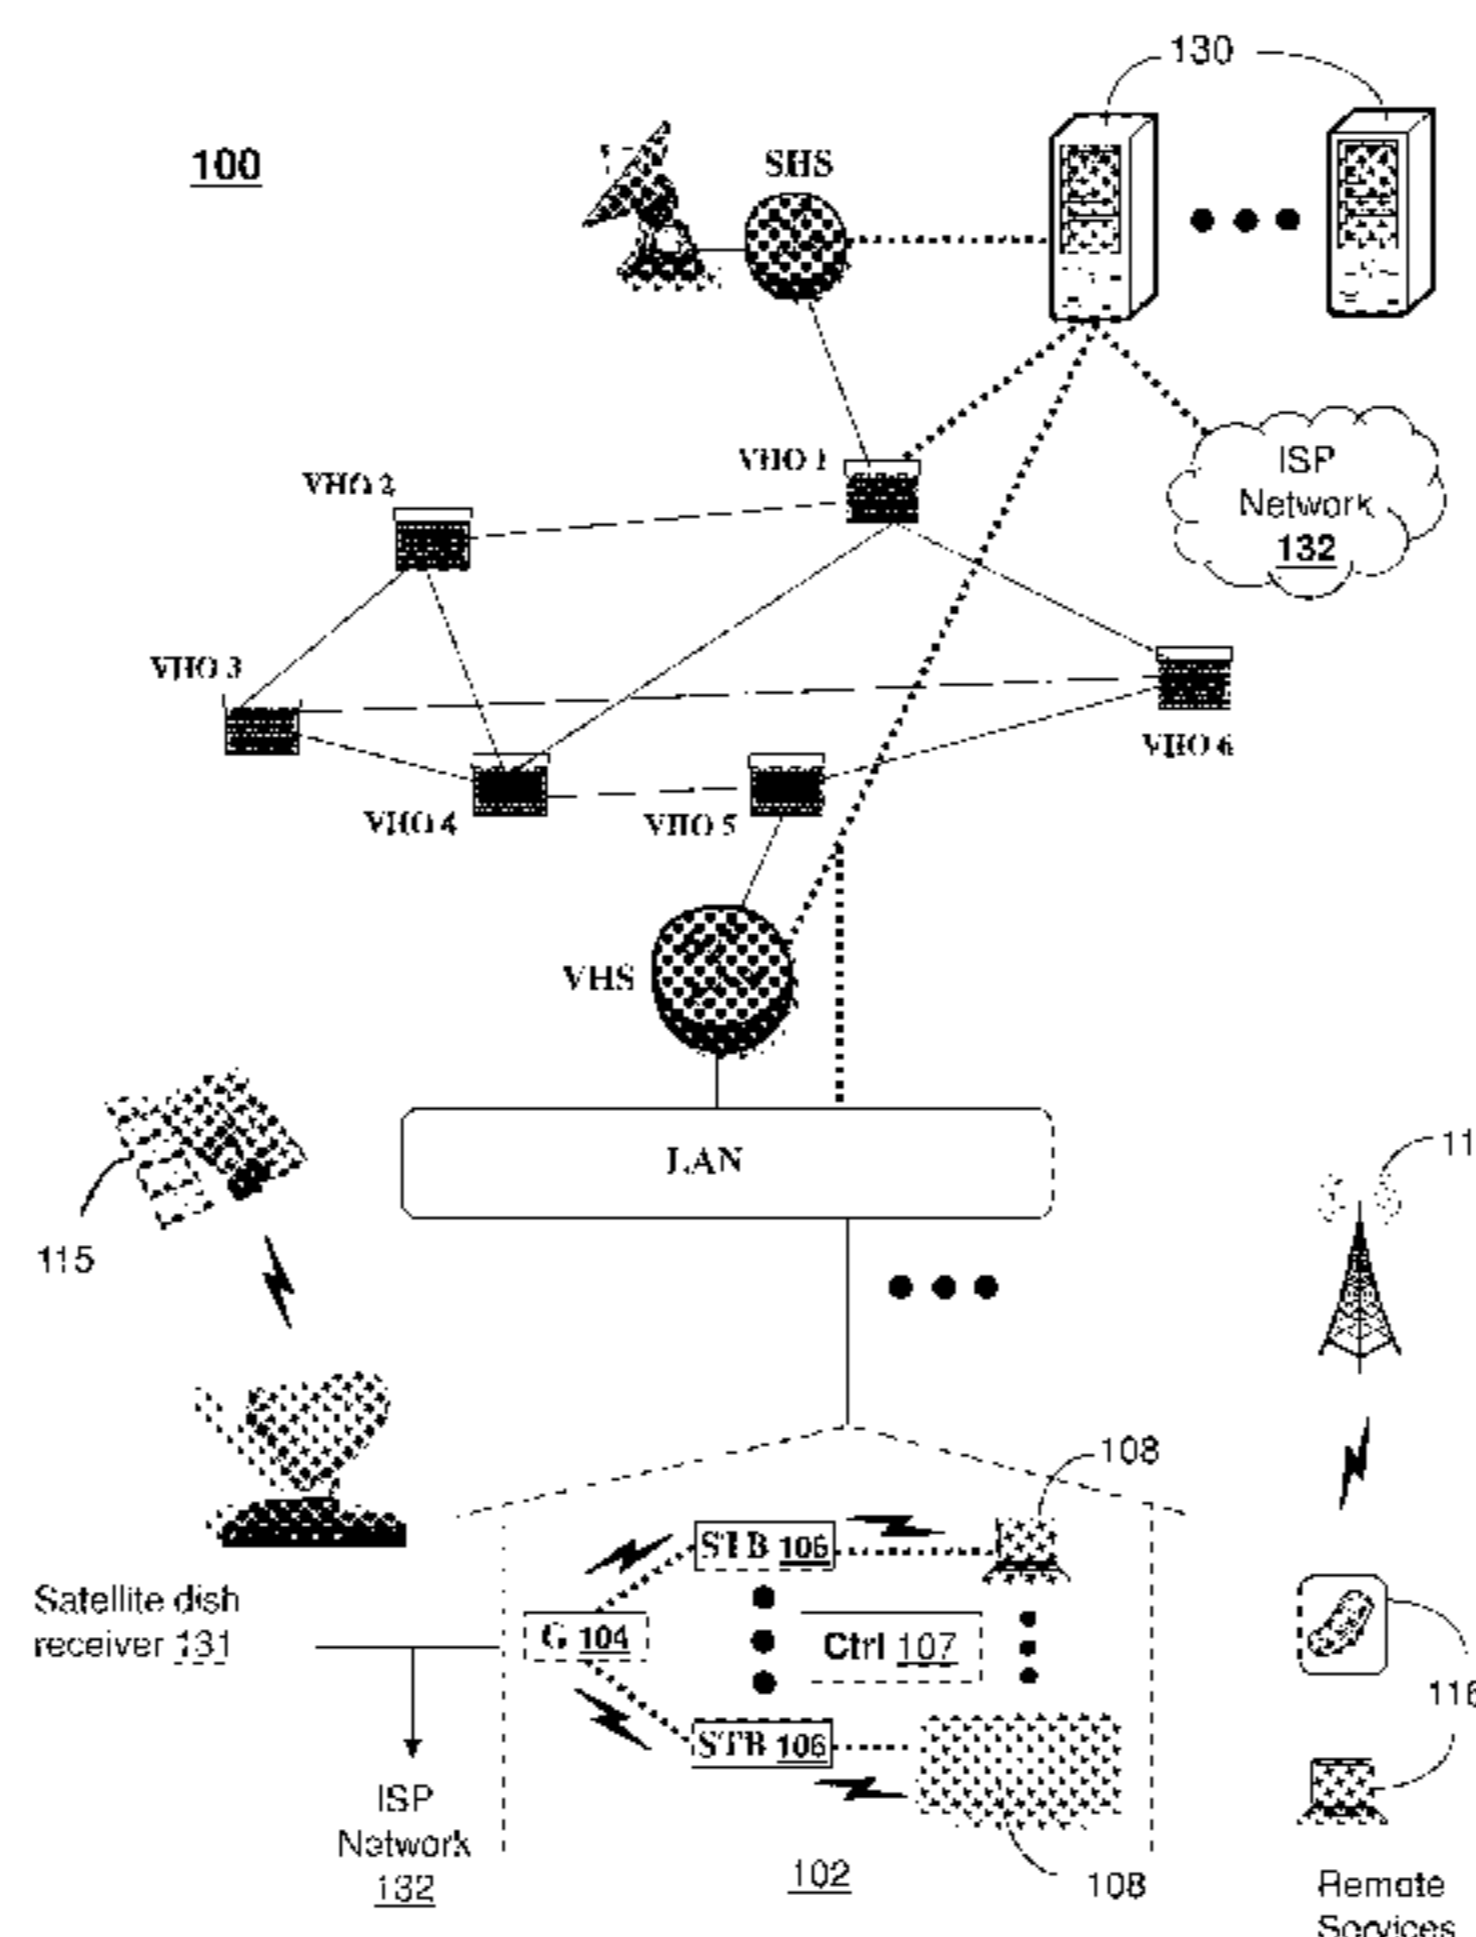 130
100
SHS
VHO 1
ISP
Network
132
VHO 2
VHO 3
VHO 6
VHO 4
VHO 5
VHS
LAN
115
108
STB 106
Satellite dish
receiver 131
G 104
Ctrl 107
STB 106
ISP
Network
132
102
108
116
Remote
Services